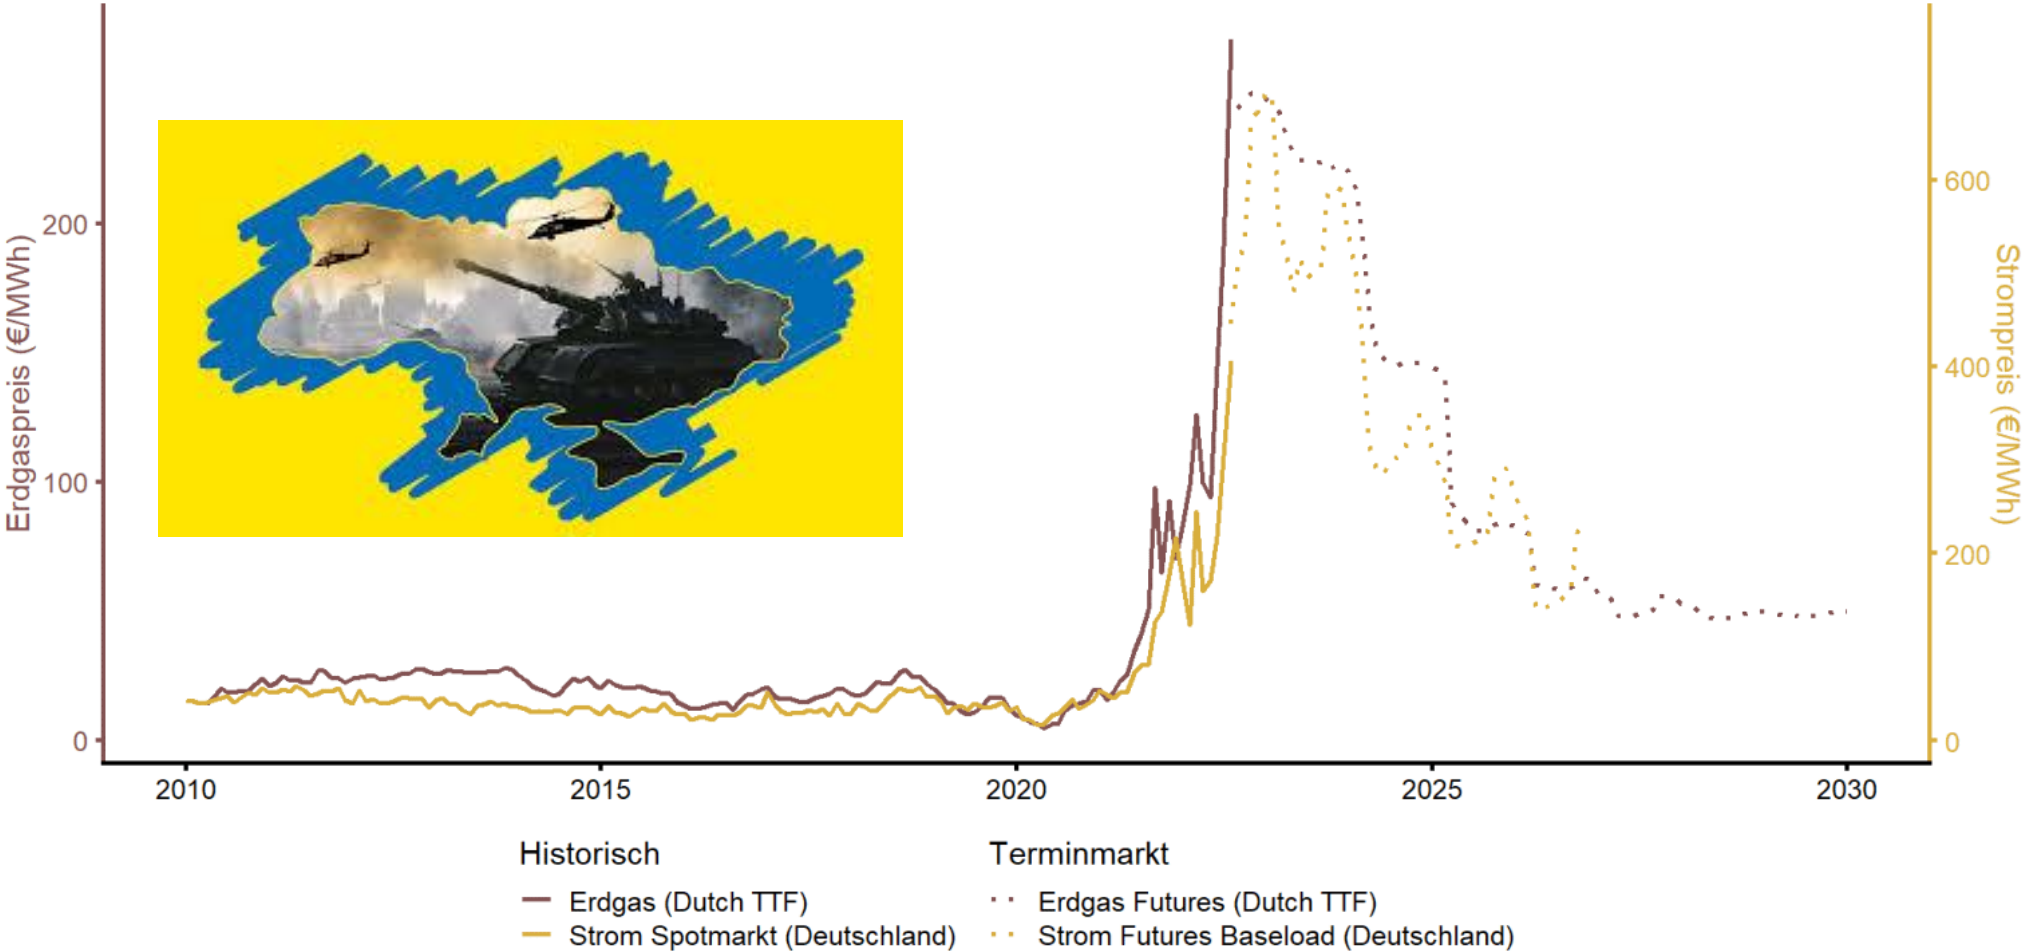 Erdgaspreis (€/MWh)
200
100
0
600
400
200
0
Strompreis (€/MWh)
2010 2015 2020 2025 2030
Historisch Terminmarkt
Erdgas (Dutch TTF) Erdgas Futures (Dutch TTF)
Strom Spotmarkt (Deutschland) Strom Futures Baseload (Deutschland)